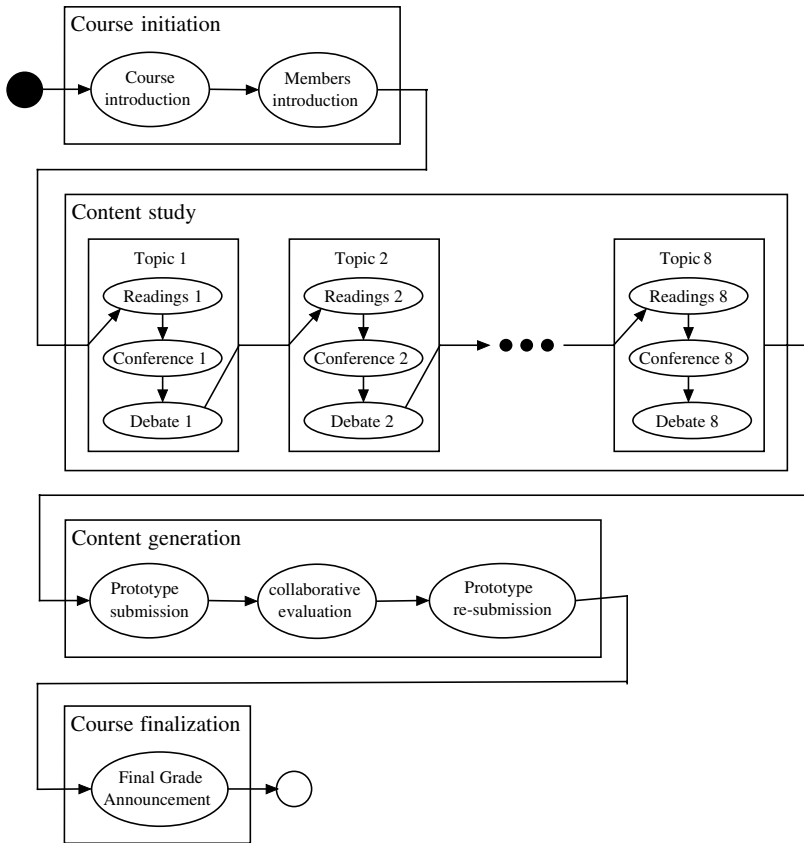 Course initiation
Course
introduction
Members
introduction
Content study
Topic 1
Readings 1
Conference 1
Debate 1
Topic 2
Readings 2
Conference 2
Debate 2
Topic 8
Readings 8
Conference 8
Debate 8
Content generation
Prototype
submission
collaborative
evaluation
Prototype
re-submission
Course finalization
Final Grade
Announcement